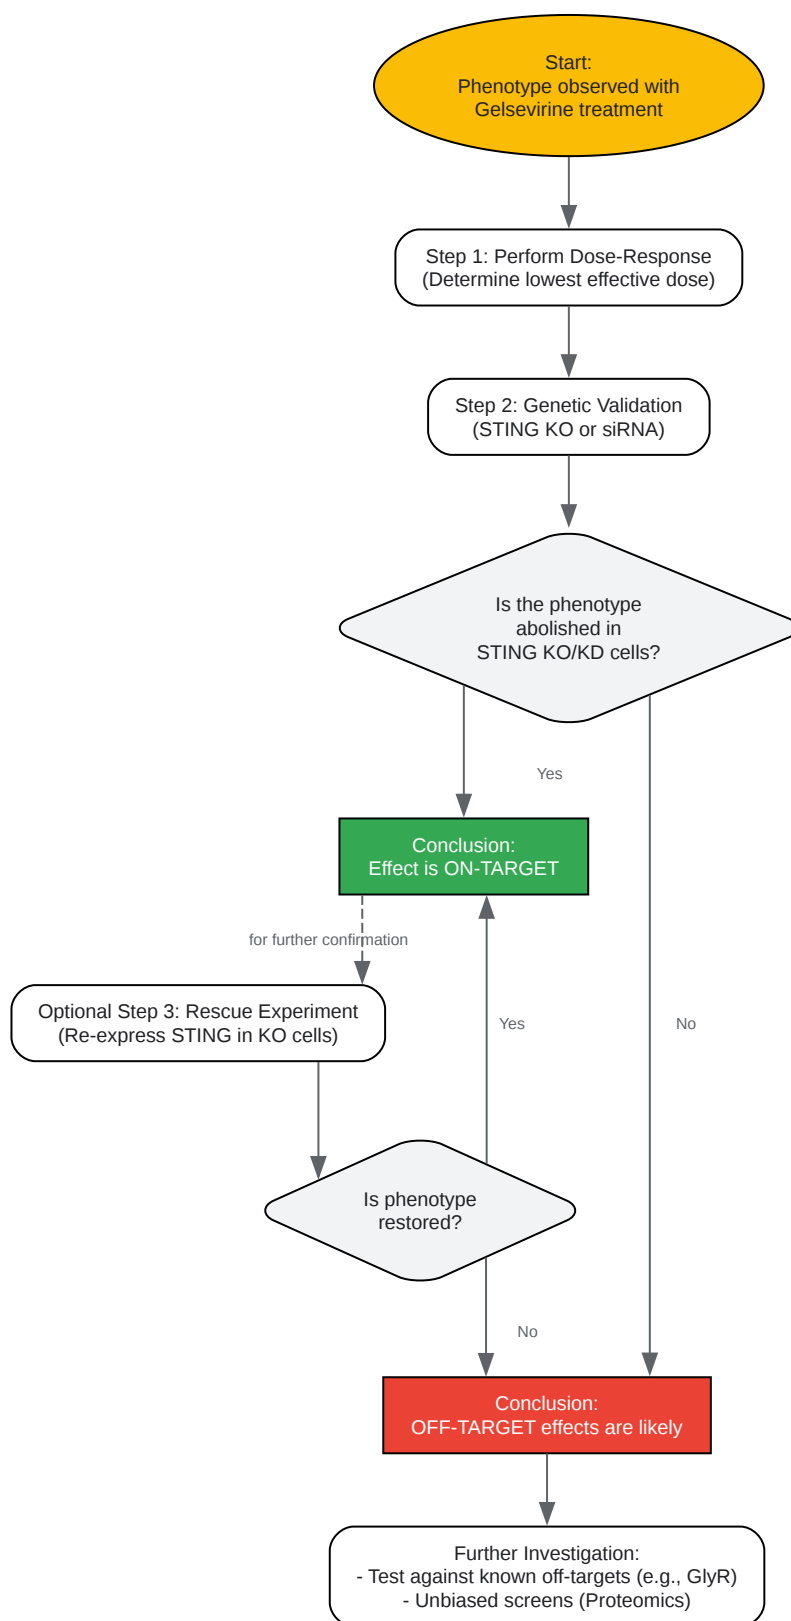 Start:
Phenotype observed with
Gelsevirine treatment
Step 1: Perform Dose-Response
(Determine lowest effective dose)
Step 2: Genetic Validation
(STING KO or siRNA)
Is the phenotype
abolished in
STING KO/KD cells?
Yes
Conclusion:
Effect is ON-TARGET
for further confirmation
Optional Step 3: Rescue Experiment
(Re-express STING in KO cells)
Yes
No
Is phenotype
restored?
No
Conclusion:
OFF-TARGET effects are likely
Further Investigation:
- Test against known off-targets (e.g., GlyR)
- Unbiased screens (Proteomics)